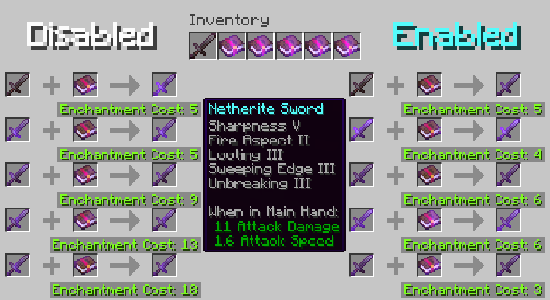 Disabled
Inventory
Enabled
Enchantment Cost: 5
Enchantment Cost: 5
Enchantment Cost: 9
Enchantment Cost: 13
Enchantment Cost: 18
Netherite Sword
Sharpness V
Fire Aspect II
Looting III
Sweeping Edge III
Unbreaking III
When in Main Hand:
11 Attack Damage
1.6 Attack Speed
Enchantment Cost: 5
Enchantment Cost: 4
Enchantment Cost: 6
Enchantment Cost: 6
Enchantment Cost: 3